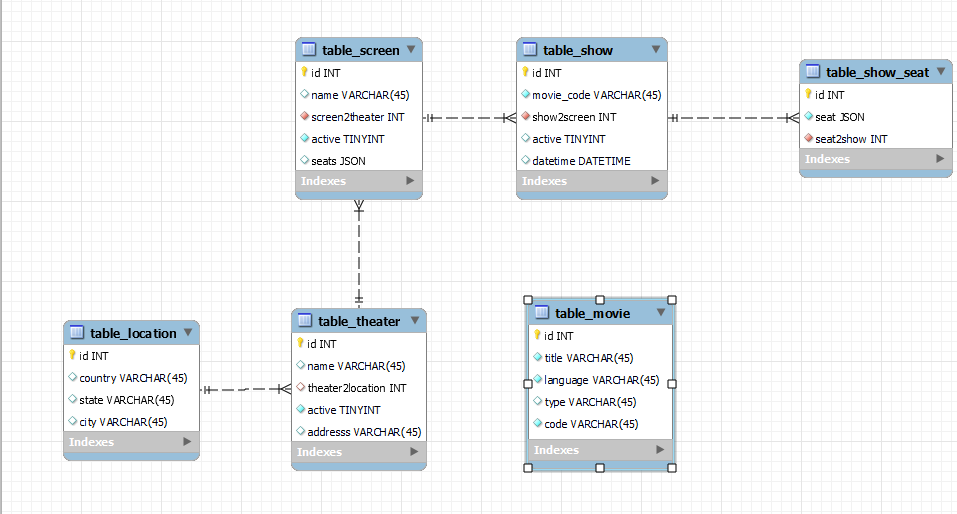 table_screen
id INT
name VARCHAR(45)
screen2theater INT
active TINYINT
seats JSON
Indexes
table_show
id INT
movie_code VARCHAR(45)
show2screen INT
active TINYINT
datetime DATETIME
Indexes
table_show_seat
id INT
seat JSON
seat2show INT
Indexes
table_location
id INT
country VARCHAR(45)
state VARCHAR(45)
city VARCHAR(45)
Indexes
table_theater
id INT
name VARCHAR(45)
theater2location INT
active TINYINT
addresss VARCHAR(45)
Indexes
table_movie
id INT
title VARCHAR(45)
language VARCHAR(45)
type VARCHAR(45)
code VARCHAR(45)
Indexes